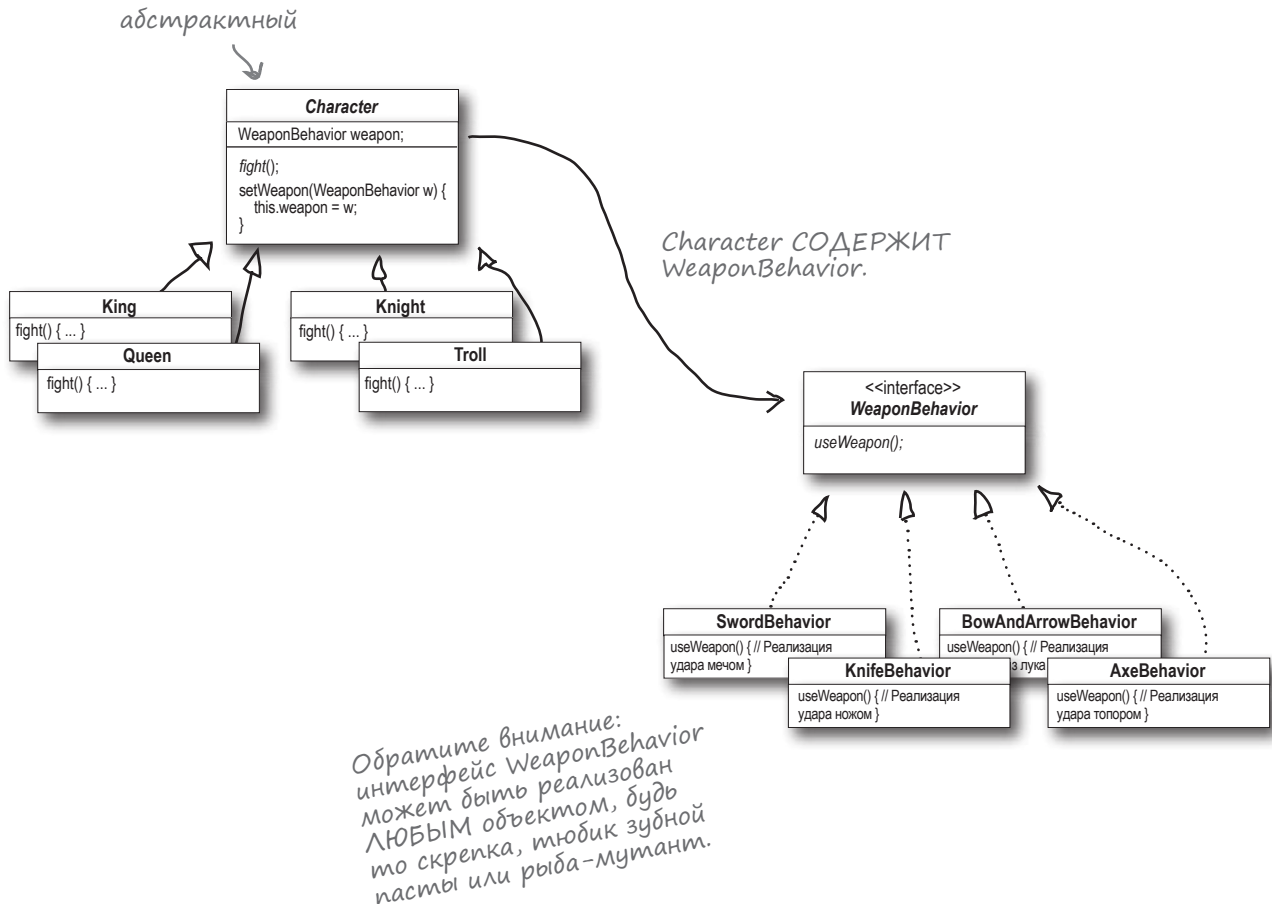 абстрактный
Character
WeaponBehavior weapon;
fight();
setWeapon(WeaponBehavior w) {
this.weapon = w;
}
Character СОДЕРЖИТ
WeaponBehavior.
King
fight() { ... }
Queen
fight() { ... }
Knight
fight() { ... }
Troll
fight() { ... }
<<interface>>
WeaponBehavior
useWeapon();
SwordBehavior
useWeapon() { // Реализация
удара мечом }
KnifeBehavior
useWeapon() { // Реализация
удара ножом }
BowAndArrowBehavior
useWeapon() { // Реализация
з лука
AxeBehavior
useWeapon() { // Реализация
удара топором }
Обратите внимание:
интерфейс WeaponBehavior
может быть реализован
ЛЮБЫМ объектом, будь
то скрепка, тюбик зубной
пасты или рыба-мутант.